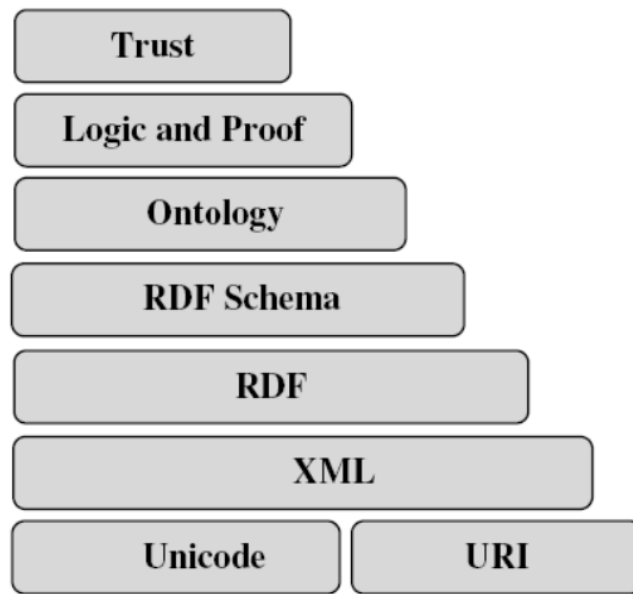 Trust
Logic and Proof
Ontology
RDF Schema
RDF
XML
Unicode URI